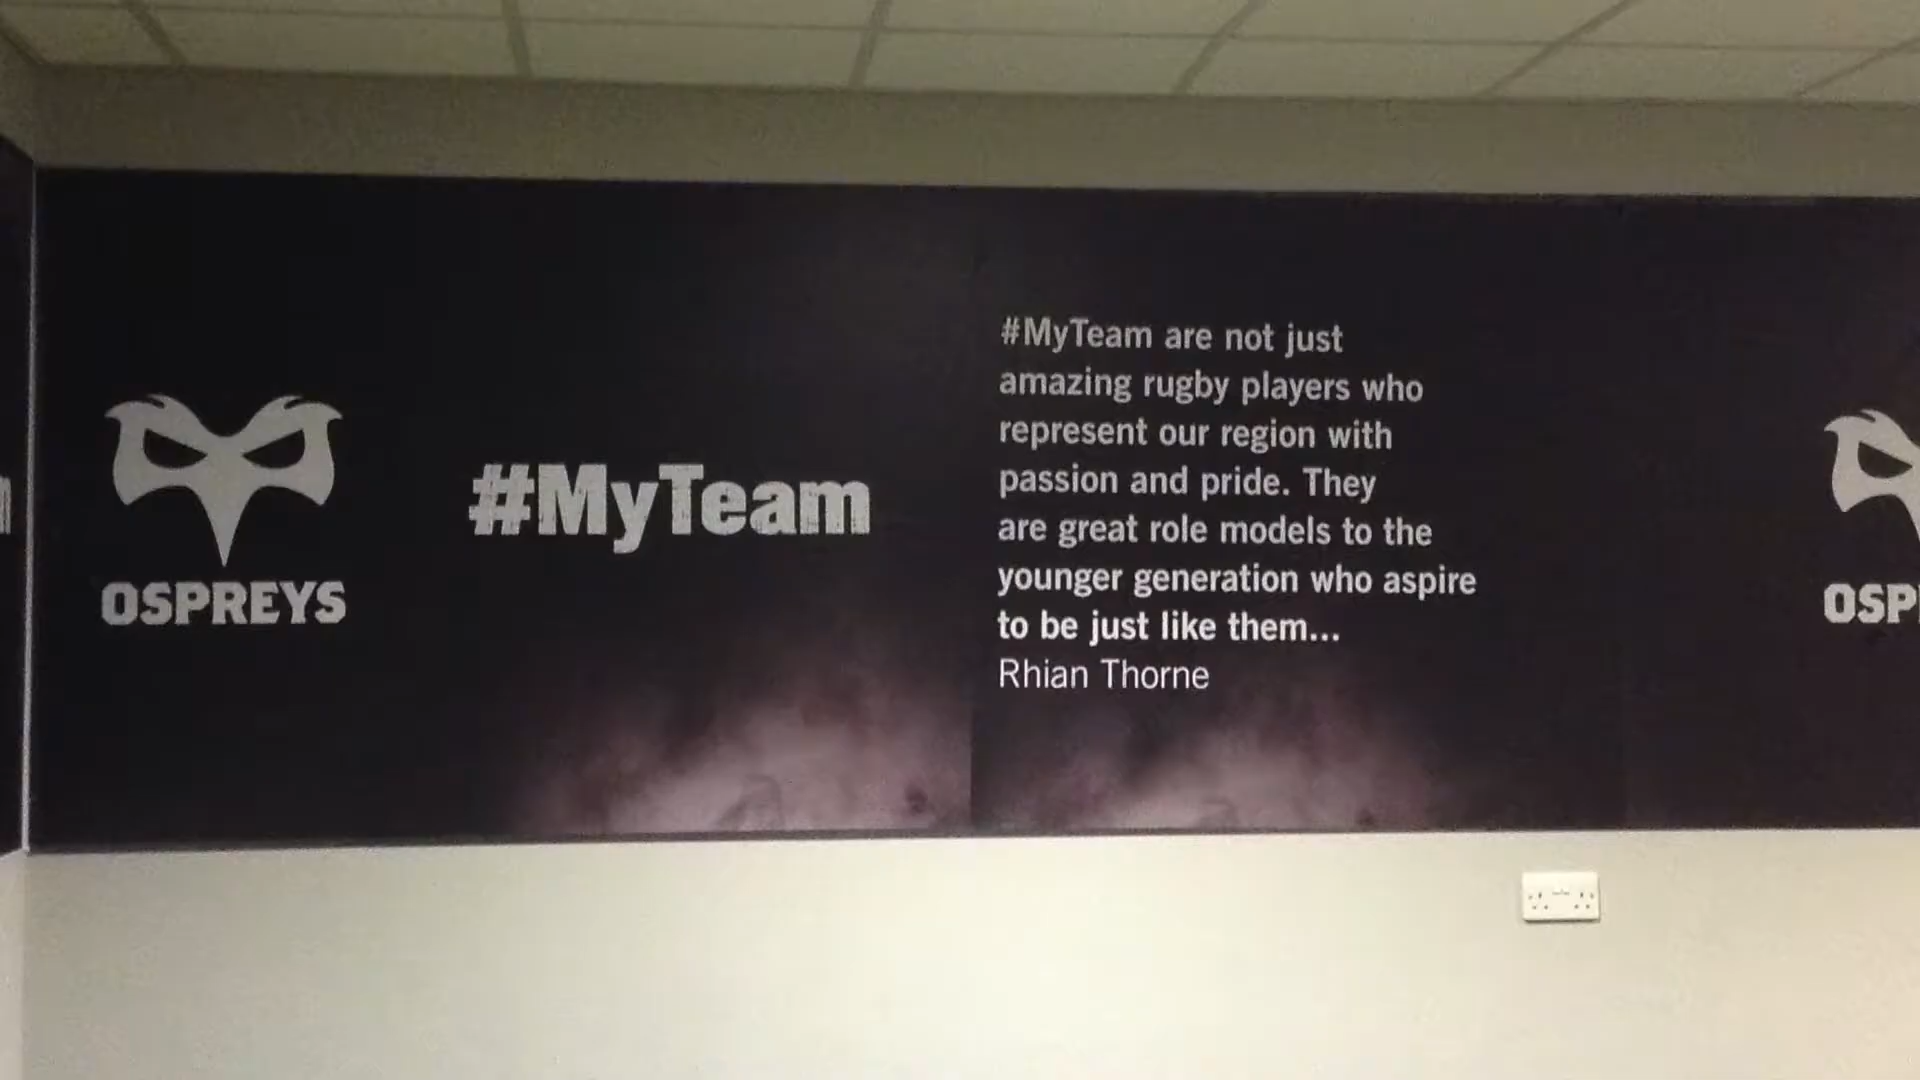 OSPREYS
#MyTeam
#MyTeam are not just
amazing rugby players who
represent our region with
passion and pride. They
are great role models to the
younger generation who aspire
to be just like them...
Rhian Thorne
OSP